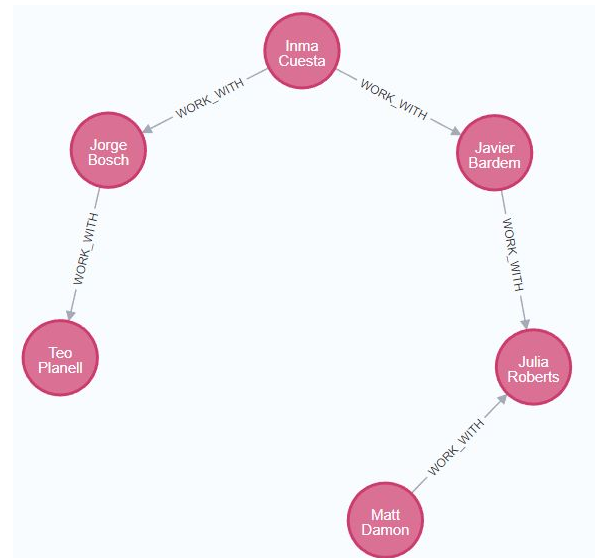 Inma
Cuesta
WORK_WITH
WORK_WITH
Jorge
Bosch
Javier
Bardem
WORK_WITH
WORK_WITH
Teo
Planell
Julia
Roberts
WORK_WITH
Matt
Damon